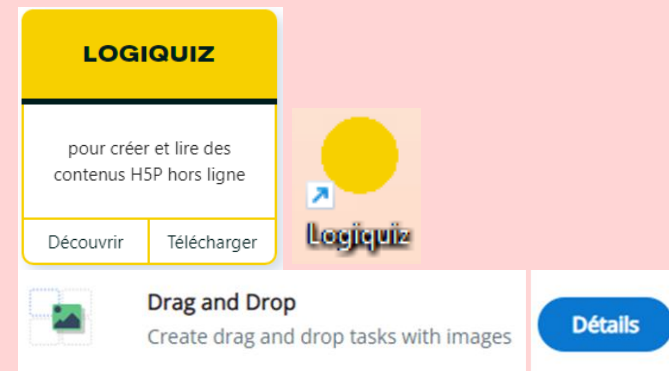 LOGIQUIZ
pour créer et lire des
contenus H5P hors ligne
Découvrir Télécharger
Logiquiz
Drag and Drop
Create drag and drop tasks with images
Détails